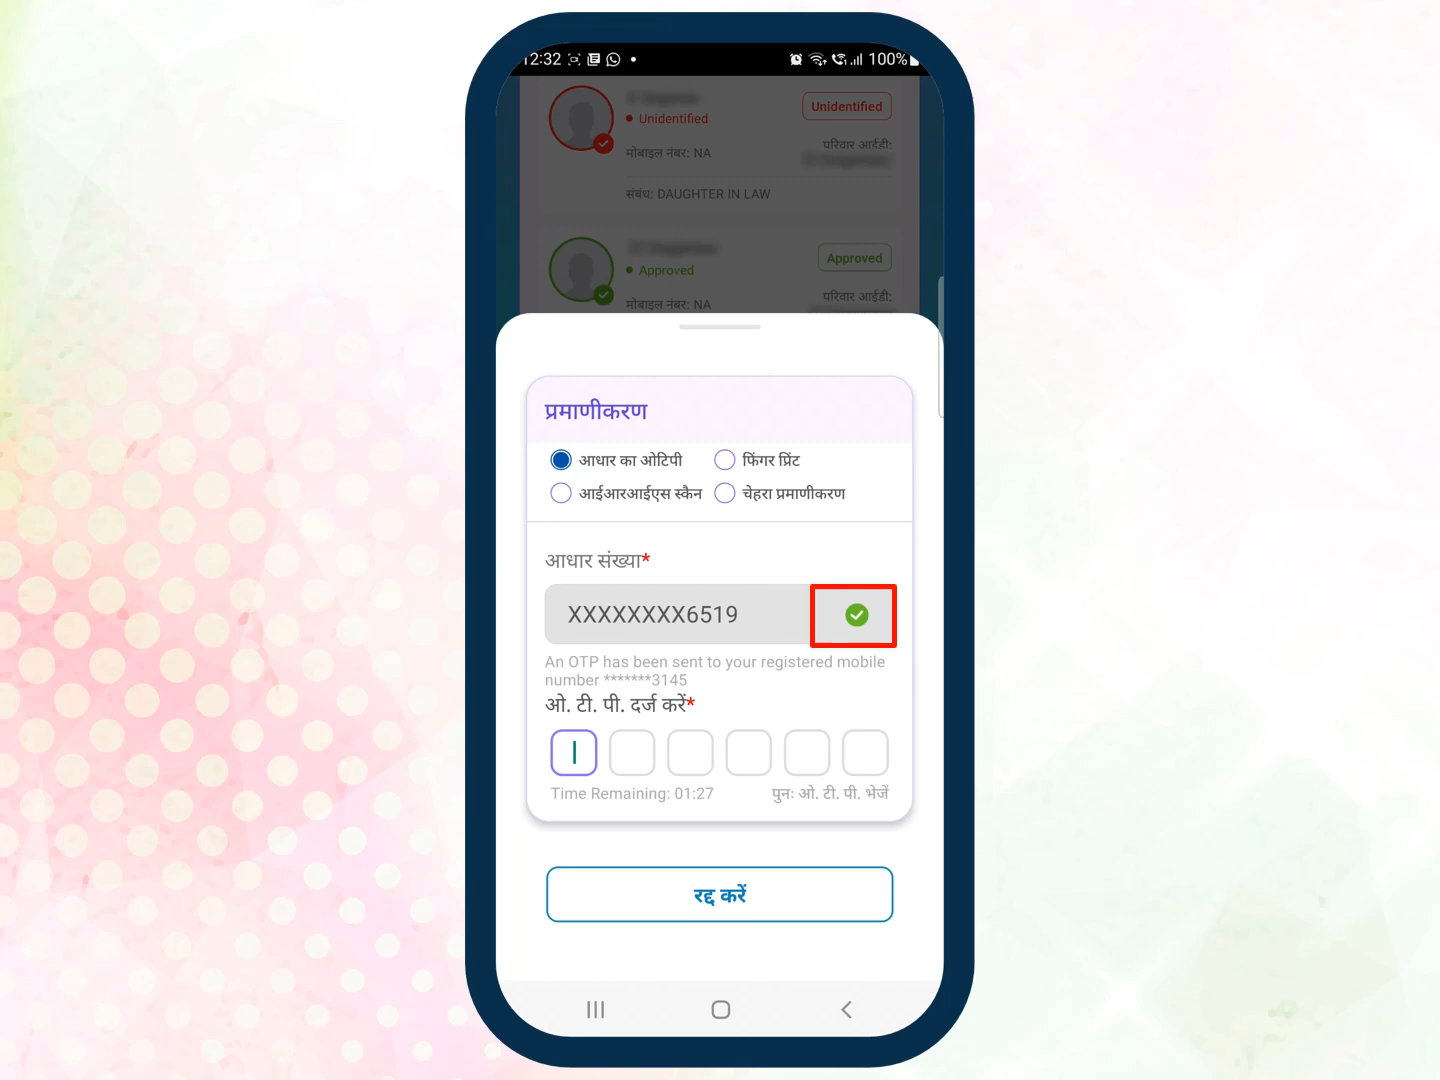 12:32 100%
Unidentified Unidentified
मोबाइल नंबर: NA परिवार आईडी:
संबंध: DAUGHTER IN LAW
Approved Approved
मोबाइल नंबर: NA परिवार आईडी:
प्रमाणीकरण
आधार का ओटिपी फिंगर प्रिंट
आईआरआईएस स्कैन चेहरा प्रमाणीकरण
आधार संख्या*
XXXXXXXX6519
An OTP has been sent to your registered mobile
number *******3145
ओ. टी. पी. दर्ज करें*
Time Remaining: 01:27 पुनः ओ. टी. पी. भेजें
रद्द करें